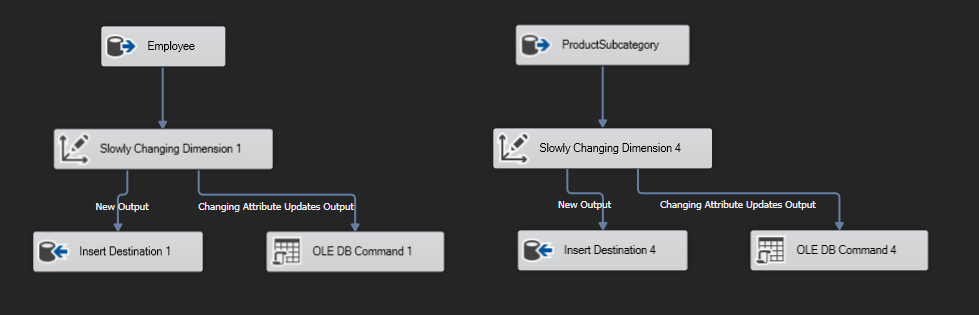 Employee
ProductSubcategory
Slowly Changing Dimension 1
Slowly Changing Dimension 4
New Output
Changing Attribute Updates Output
New Output
Changing Attribute Updates Output
Insert Destination 1
OLE DB Command 1
Insert Destination 4
OLE DB Command 4